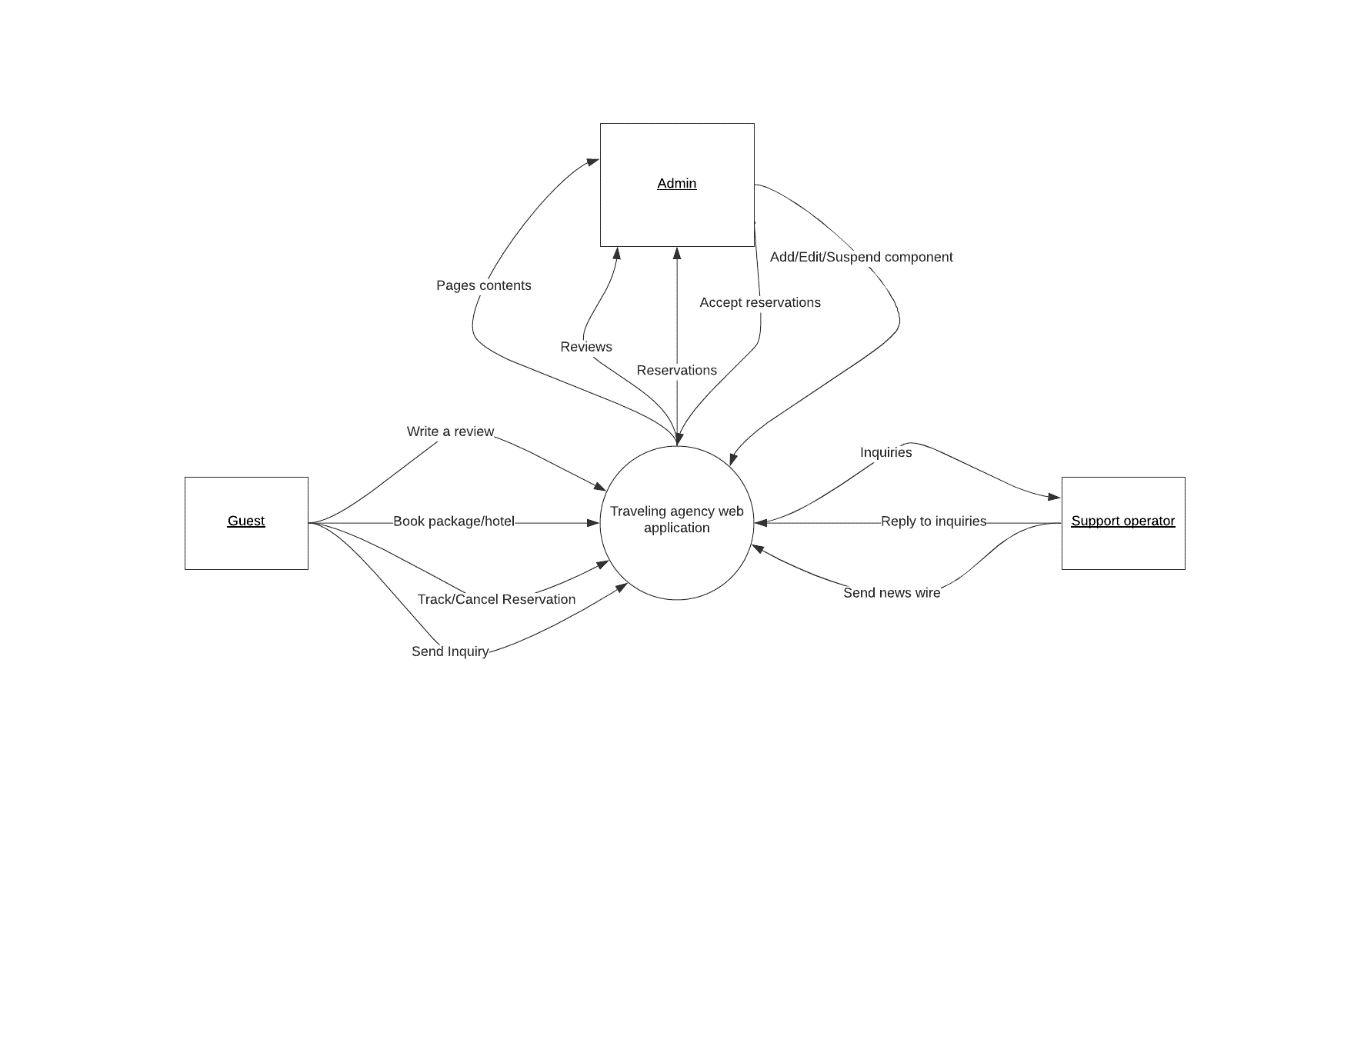 Admin
Add/Edit/Suspend component
Pages contents
Accept reservations
Reviews
Reservations
Write a review
Inquiries
Guest
Book package/hotel
Traveling agency web
application
Reply to inquiries
Support operator
Track/Cancel Reservation
Send news wire
Send Inquiry